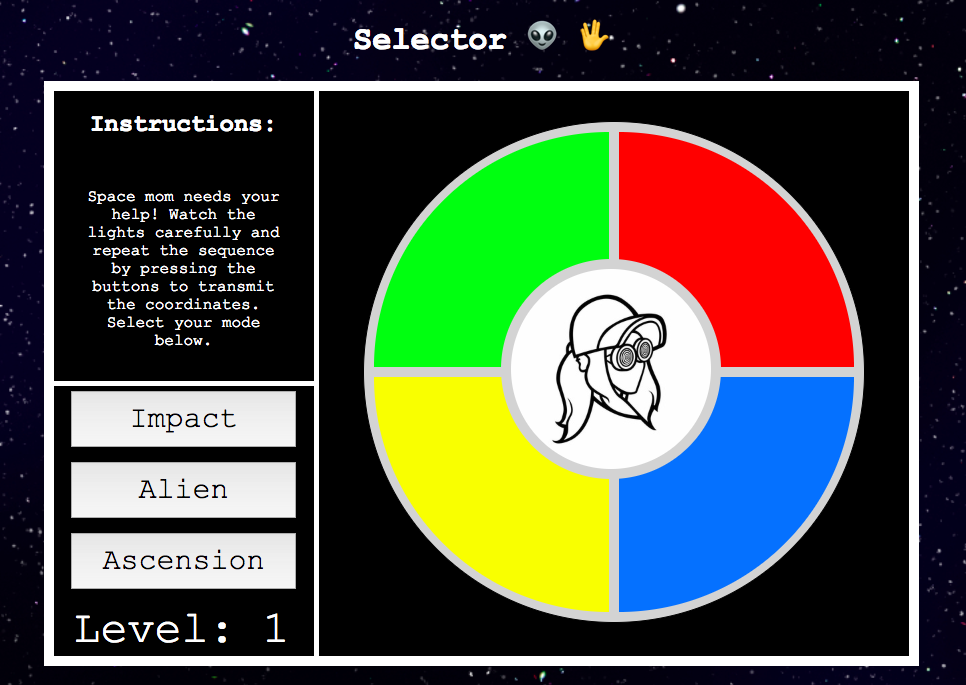 Selector 👽 🖖
Instructions:
Space mom needs your
help! Watch the
lights carefully and
repeat the sequence
by pressing the
buttons to transmit
the coordinates.
Select your mode
below.
Impact
Alien
Ascension
Level: 1